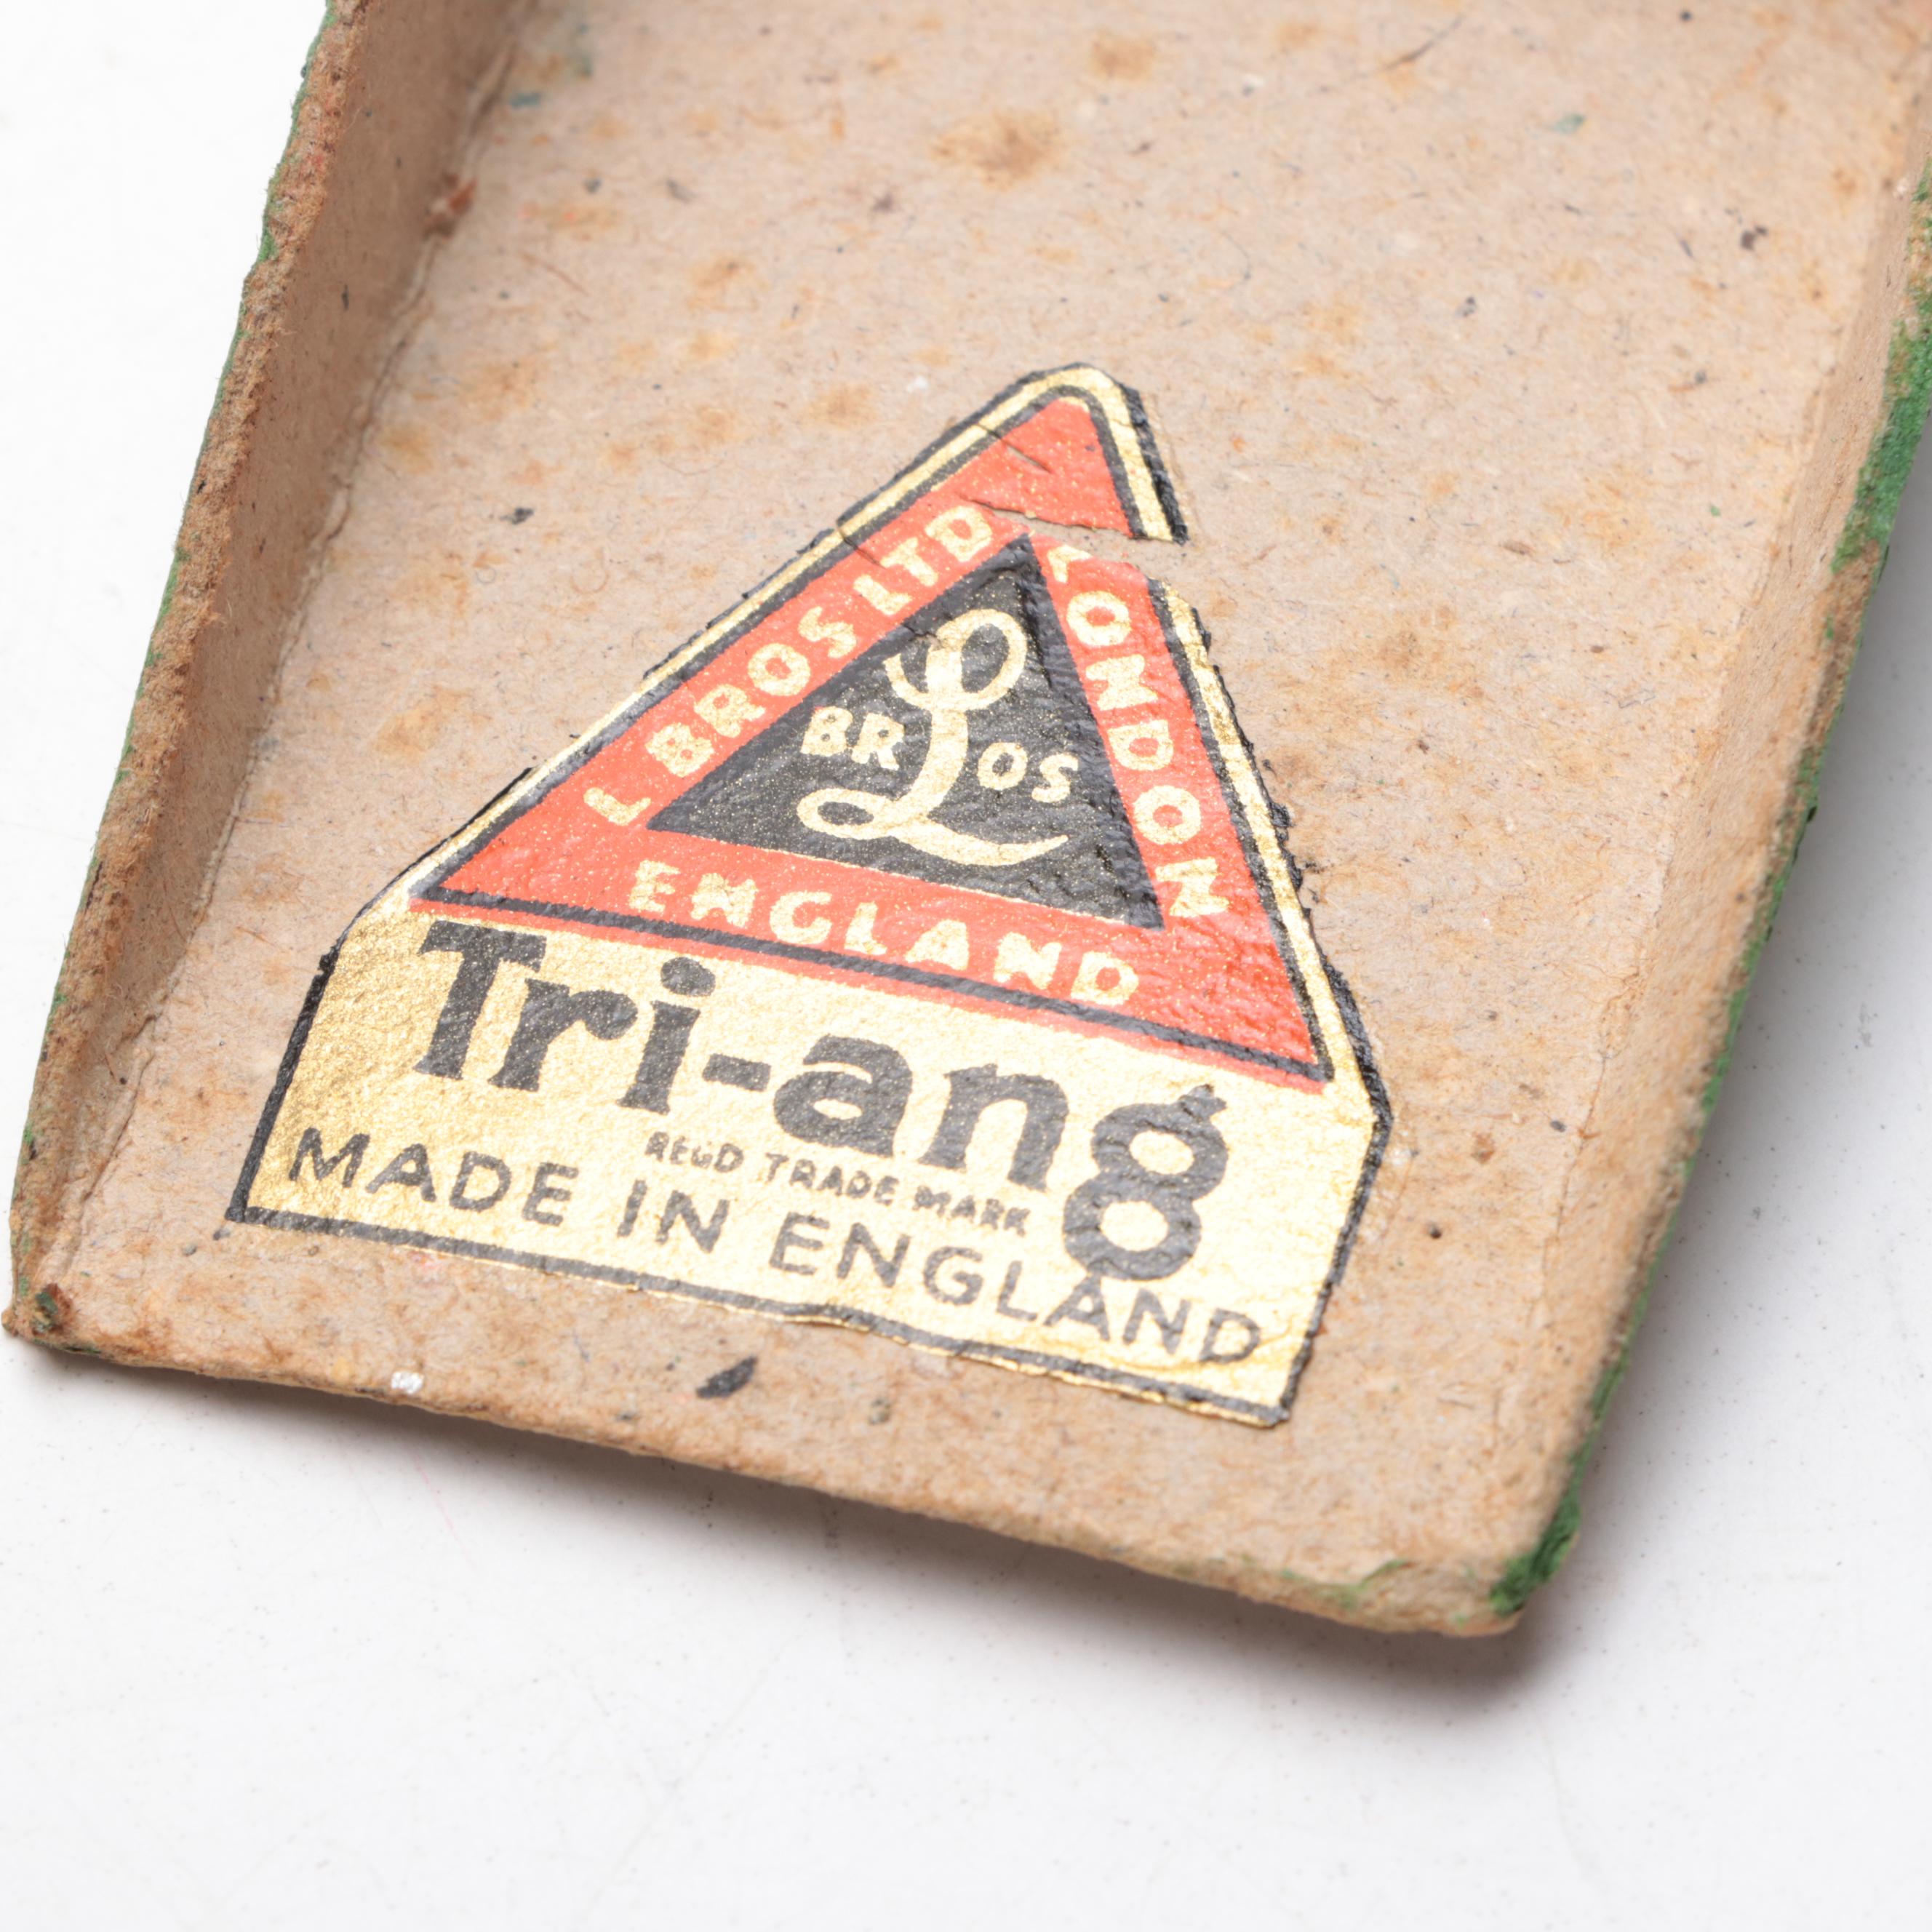 L BROS LTD
LONDON
BR L OS
ENGLAND
Tri-ang
REGD TRADE MARK
MADE IN ENGLAND